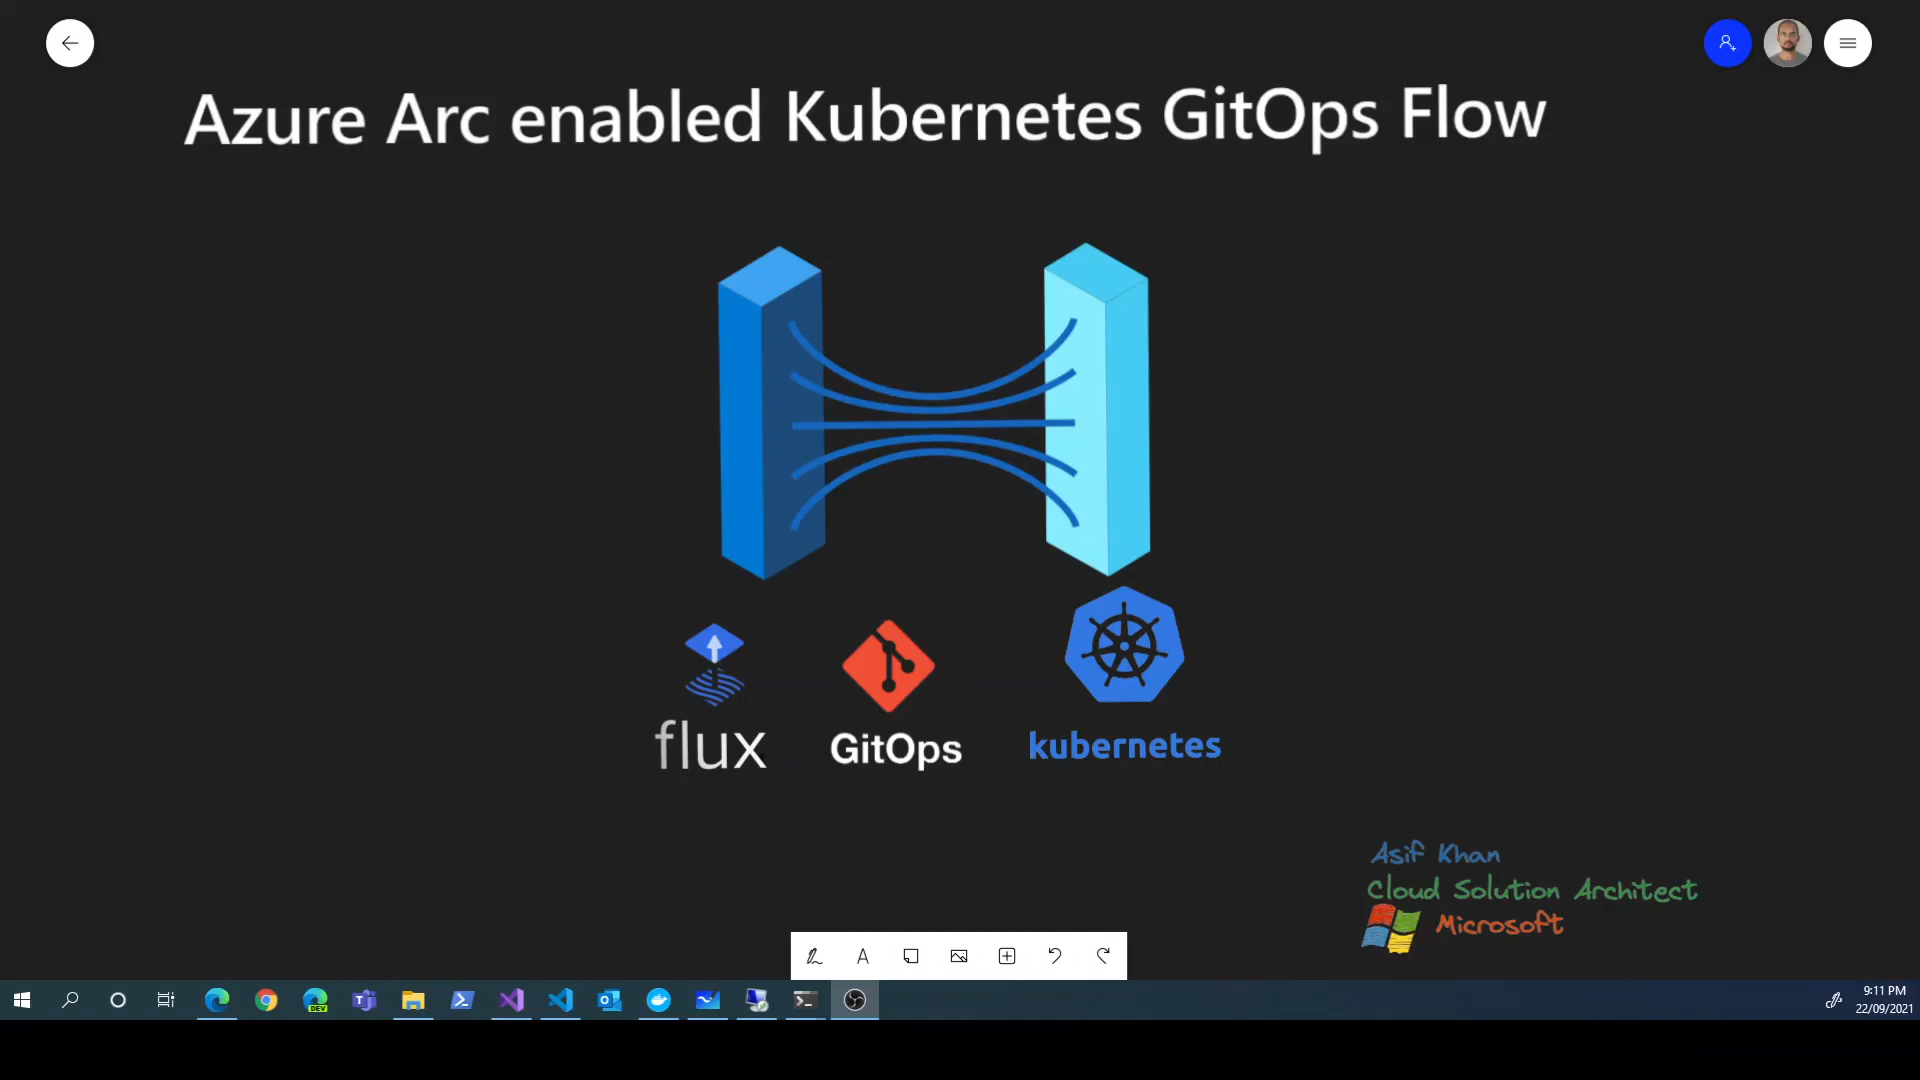 Azure Arc enabled Kubernetes GitOps Flow
flux
GitOps
kubernetes
Asif Khan
Cloud Solution Architect
Microsoft
DEV
9:11 PM
22/09/2021